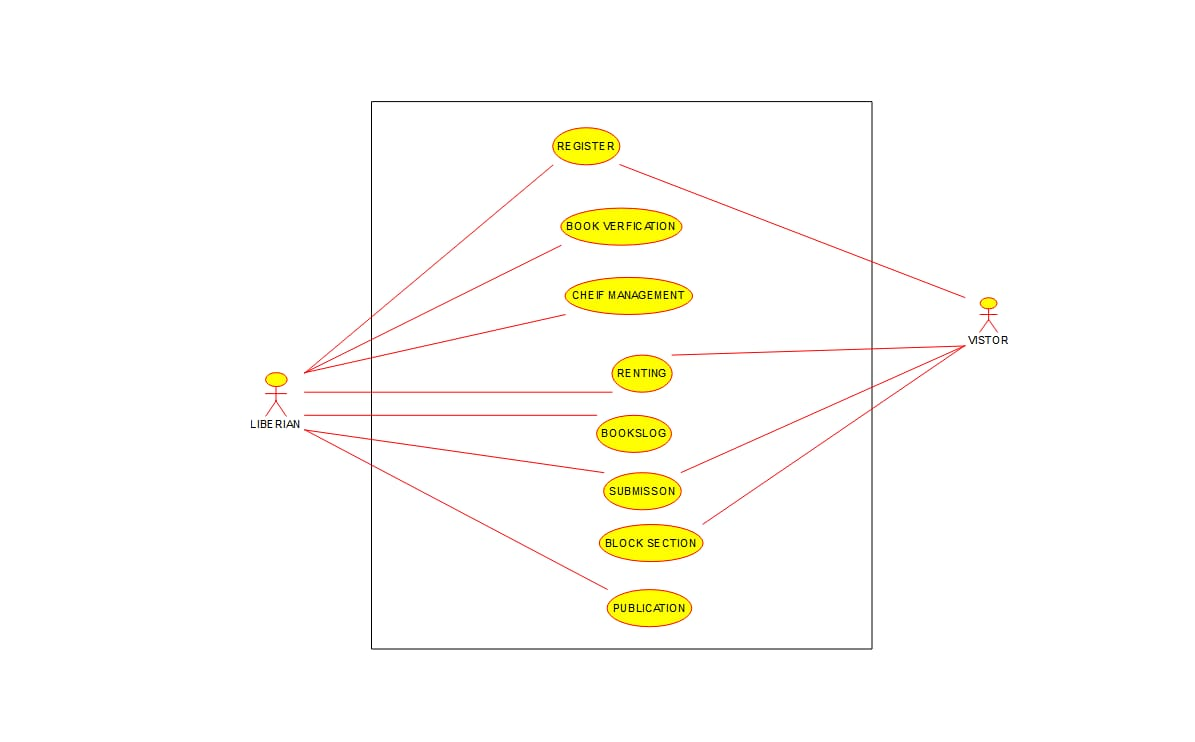 REGISTER
BOOK VERFICATION
CHEIF MANAGEMENT
VISTOR
RENTING
LIBERIAN
BOOKSLOG
SUBMISSON
BLOCK SECTION
PUBLICATION